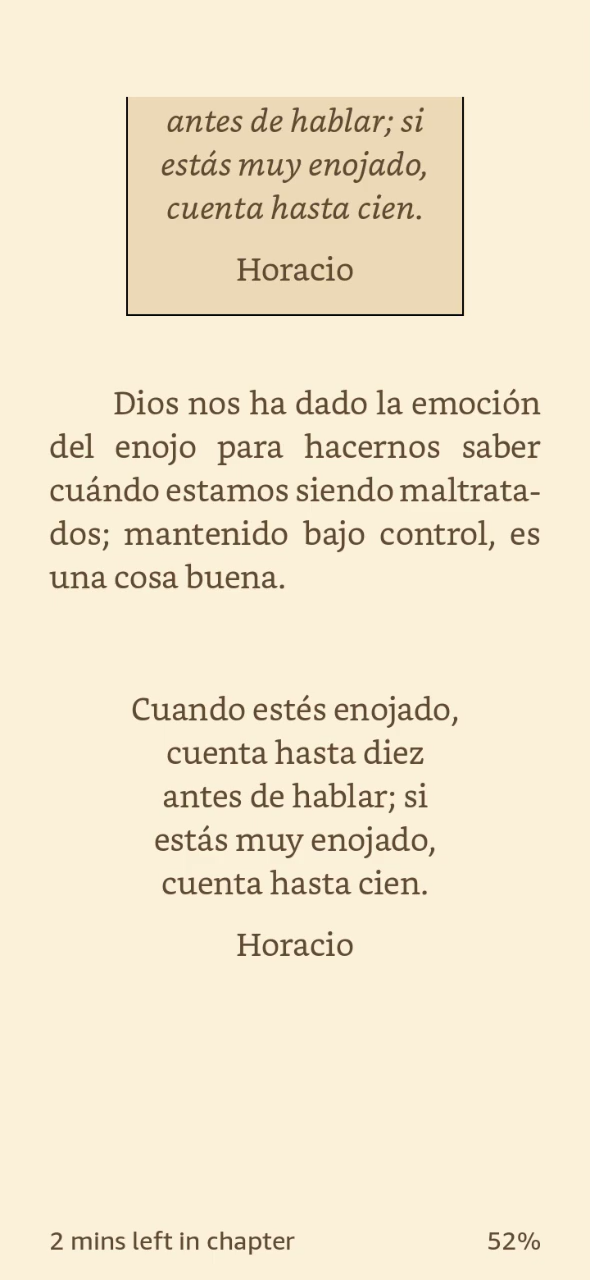 antes de hablar; si
estás muy enojado,
cuenta hasta cien.
Horacio
Dios nos ha dado la emoción
del enojo para hacernos saber
cuándo estamos siendo maltrata-
dos; mantenido bajo control, es
una cosa buena.
Cuando estés enojado,
cuenta hasta diez
antes de hablar; si
estás muy enojado,
cuenta hasta cien.
Horacio
2 mins left in chapter 52%